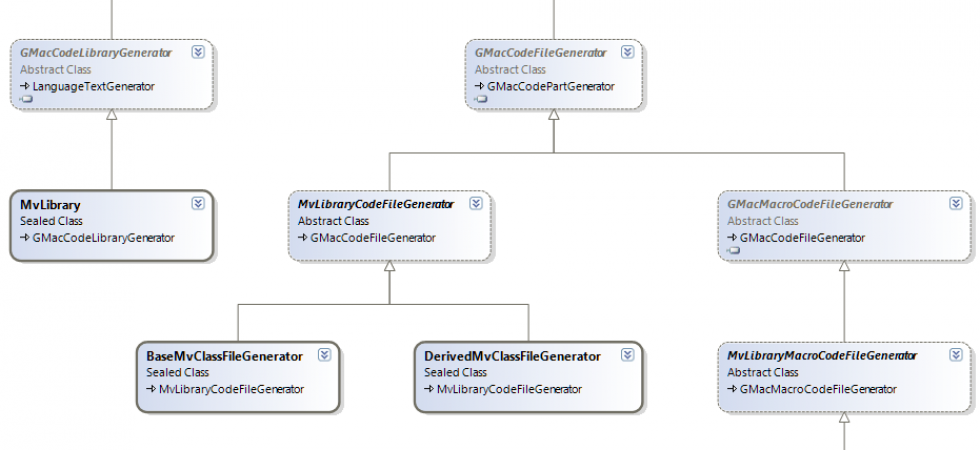 GMacCodeLibraryGenerator
Abstract Class
LanguageTextGenerator
GMacCodeFileGenerator
Abstract Class
GMacCodePartGenerator
MvLibrary
Sealed Class
GMacCodeLibraryGenerator
MvLibraryCodeFileGenerator
Abstract Class
GMacCodeFileGenerator
GMacMacroCodeFileGenerator
Abstract Class
GMacCodeFileGenerator
BaseMvClassFileGenerator
Sealed Class
MvLibraryCodeFileGenerator
DerivedMvClassFileGenerator
Sealed Class
MvLibraryCodeFileGenerator
MvLibraryMacroCodeFileGenerator
Abstract Class
GMacMacroCodeFileGenerator